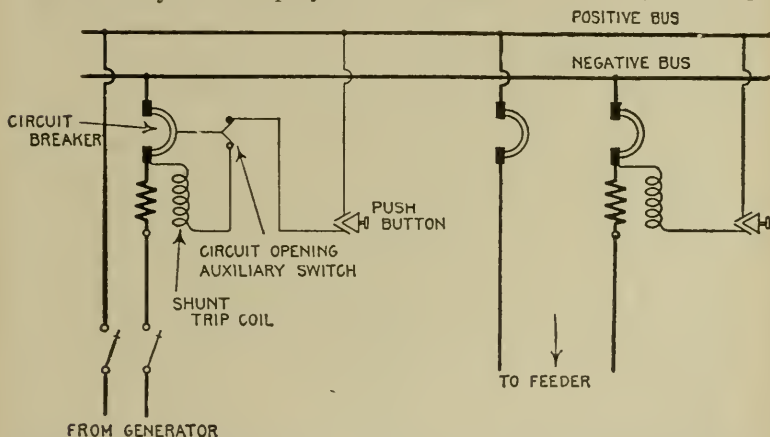 POSITIVE BUS
NEGATIVE BUS
CIRCUIT
BREAKER
PUSH
BUTTON
CIRCUIT OPENING
AUXILIARY SWITCH
SHUNT
TRIP COIL
TO FEEDER
FROM GENERATOR